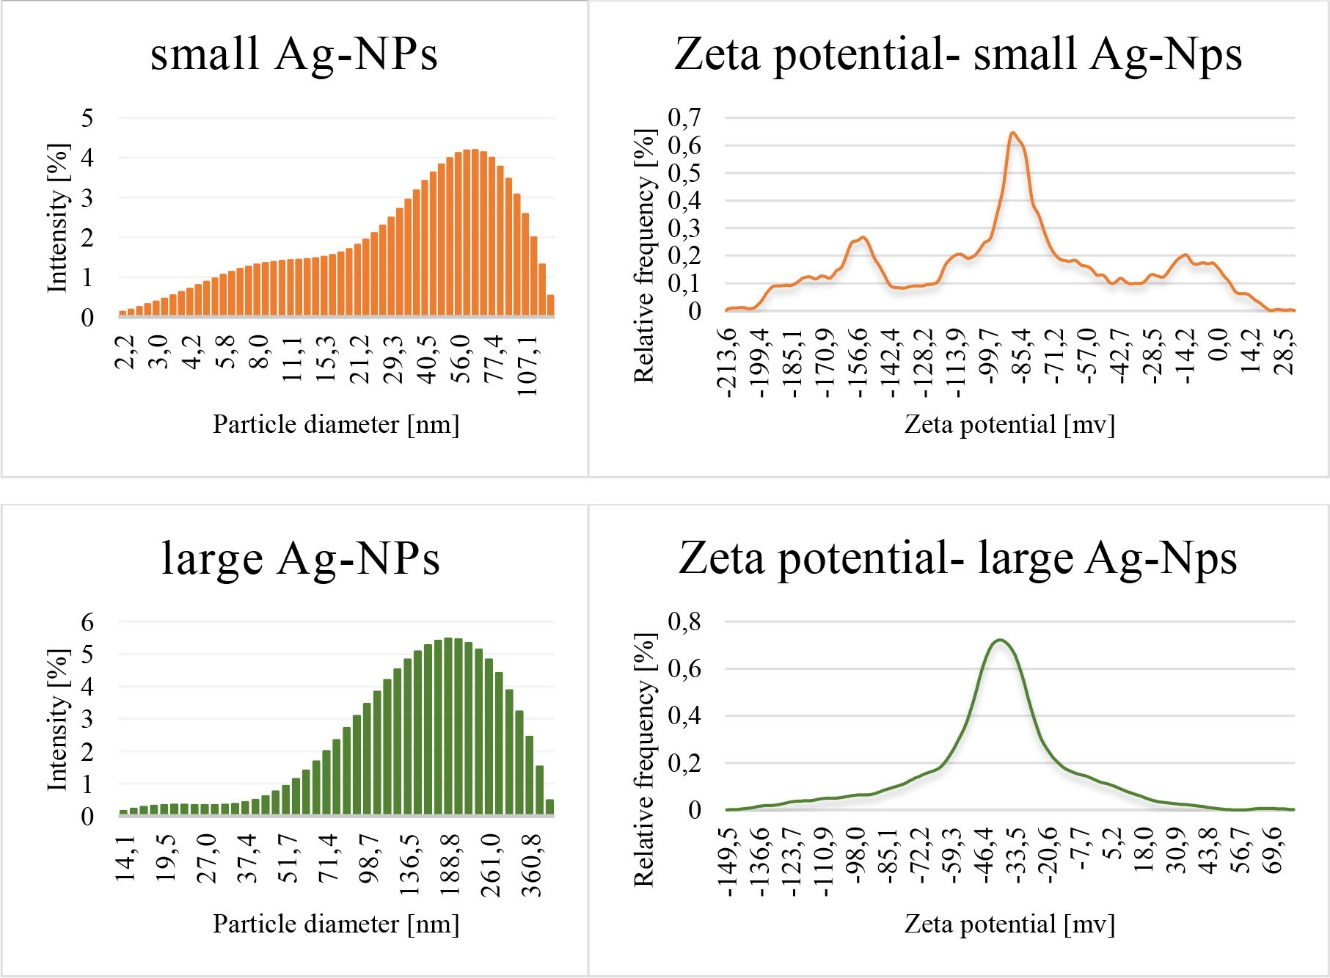 small Ag-NPs
Inttensity [%]
5
4
3
2
1
0
2,2 3,0 4,2 5,8 8,0 11,1 15,3 21,2 29,3 40,5 56,0 77,4 107,1
Particle diameter [nm]
Zeta potential- small Ag-Nps
Relative frequency [%]
0,7
0,6
0,5
0,4
0,3
0,2
0,1
0
-213,6 -199,4 -185,1 -170,9 -156,6 -142,4 -128,2 -113,9 -99,7 -85,4 -71,2 -57,0 -42,7 -28,5 -14,2 0,0 14,2 28,5
Zeta potential [mv]
large Ag-NPs
Intensity [%]
6
5
4
3
2
1
0
14,1 19,5 27,0 37,4 51,7 71,4 98,7 136,5 188,8 261,0 360,8
Particle diameter [nm]
Zeta potential- large Ag-Nps
Relative frequency [%]
0,8
0,6
0,4
0,2
0
-149,5 -136,6 -123,7 -110,9 -98,0 -85,1 -72,2 -59,3 -46,4 -33,5 -20,6 -7,7 5,2 18,0 30,9 43,8 56,7 69,6
Zeta potential [mv]